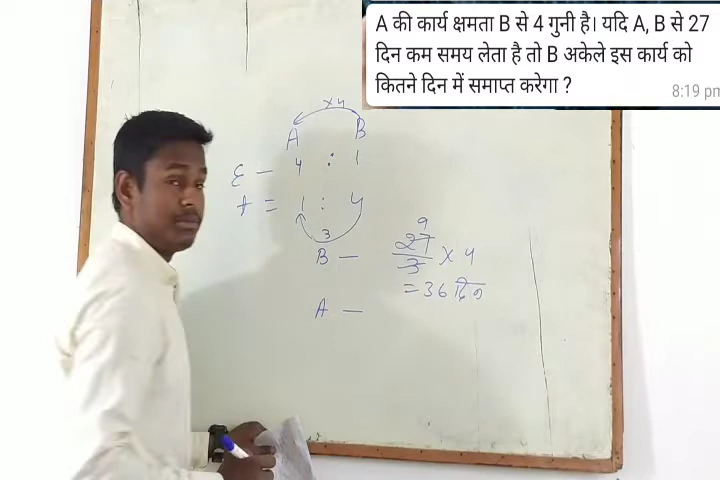 A की कार्य क्षमता B से 4 गुनी है। यदि A, B से 27
दिन कम समय लेता है तो B अकेले इस कार्य को
कितने दिन में समाप्त करेगा ?
8:19 pm
x4
A B
E - 4 : 1
t = 1 : 4
3
9
B - 27/3 x 4
= 36 दिन
A -